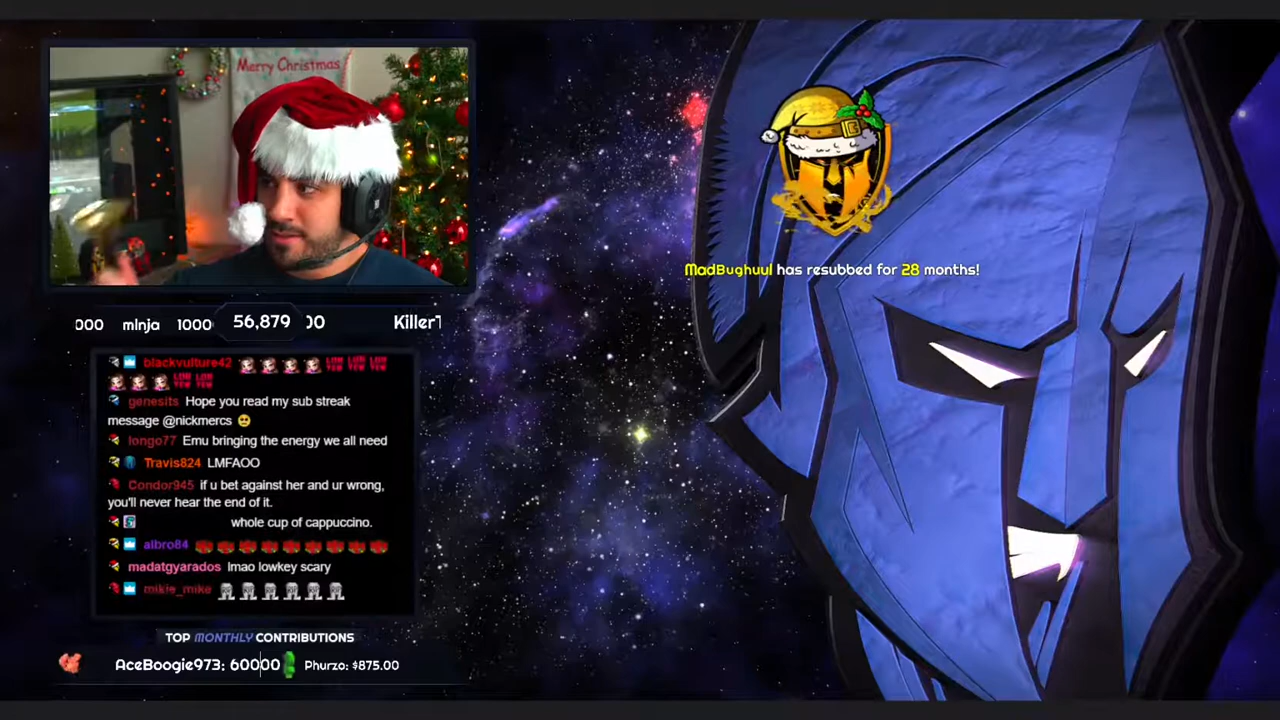 Merry Christmas
MadBughuul has resubbed for 28 months!
000 mlnja 1000 56,879 00 Killer
blackvulture42
genesits Hope you read my sub streak
message @nickmercs
longo77 Emu bringing the energy we all need
Travis824 LMFAOO
Condor945 if u bet against her and ur wrong,
you'll never hear the end of it.
whole cup of cappuccino.
albro84
madatgyarados lmao lowkey scary
mikie_mike
TOP MONTHLY CONTRIBUTIONS
AceBoogie973: 60000 Phurzo: $875.00